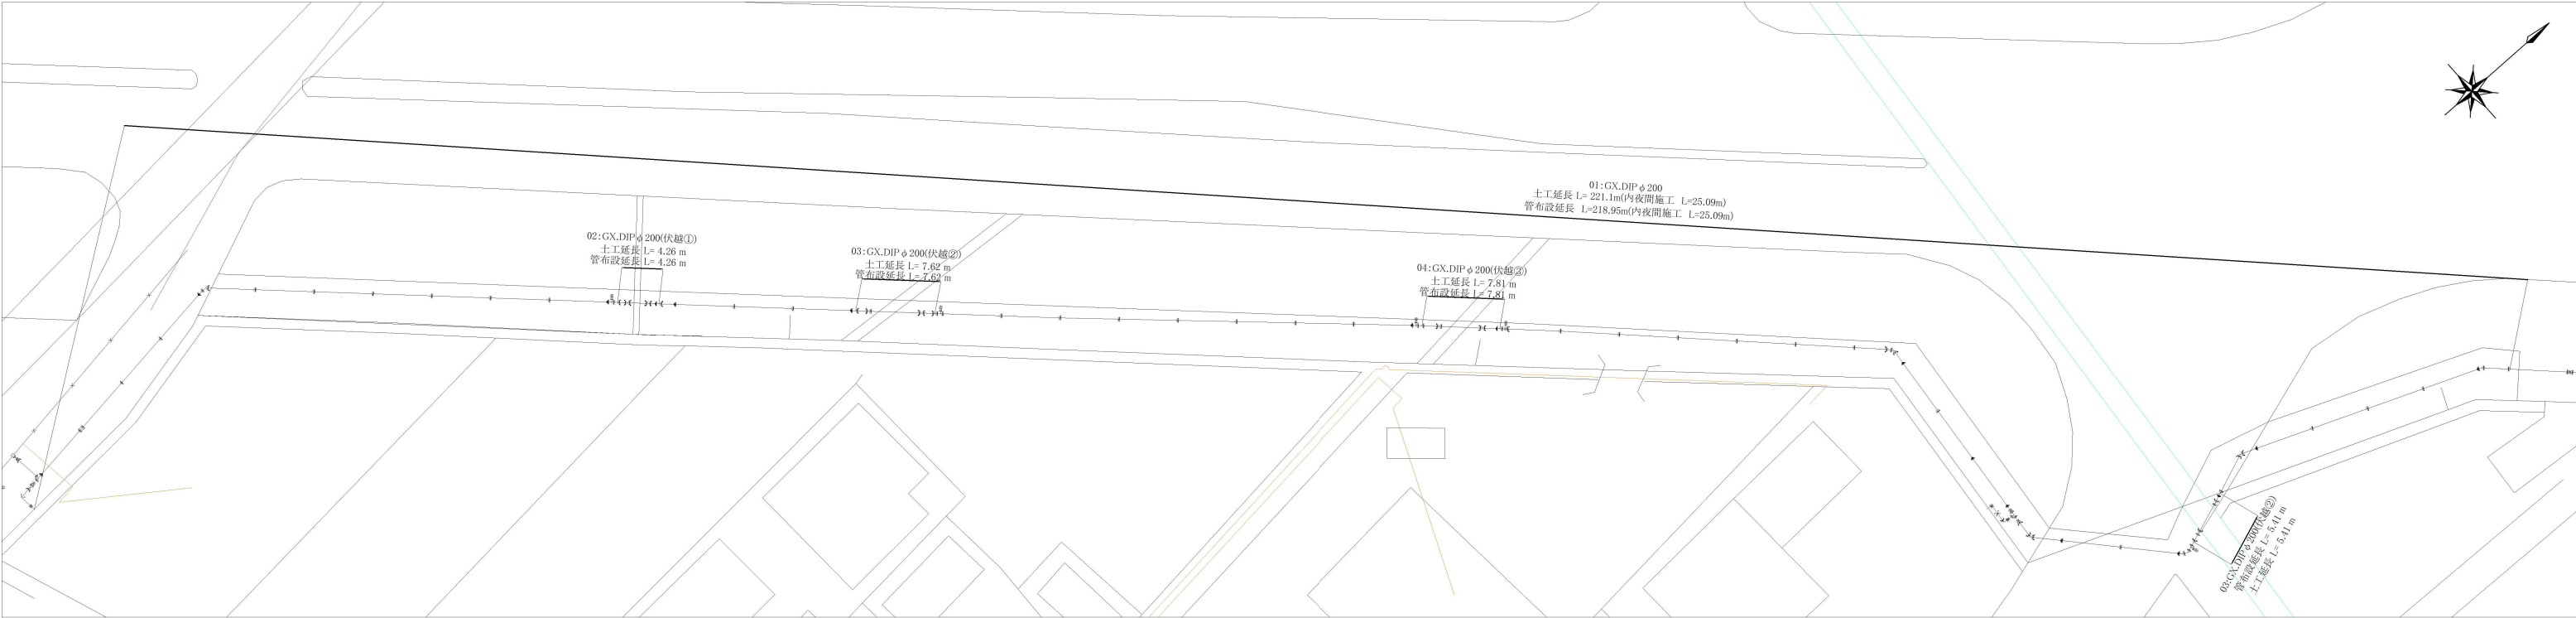 01:GX.DIPφ200
土工延長 L= 221.1m(内夜間施工 L=25.09m)
管布設延長 L=218.95m(内夜間施工 L=25.09m)
02:GX.DIPφ200(伏越①)
土工延長 L= 4.26 m
管布設延長 L= 4.26 m
03:GX.DIPφ200(伏越②)
土工延長 L= 7.62 m
管布設延長 L= 7.62 m
04:GX.DIPφ200(伏越③)
土工延長 L= 7.81 m
管布設延長 L= 7.81 m
03:GX.DIPφ200(伏越②)
管布設延長 L= 5.41 m
土工延長 L= 5.41 m